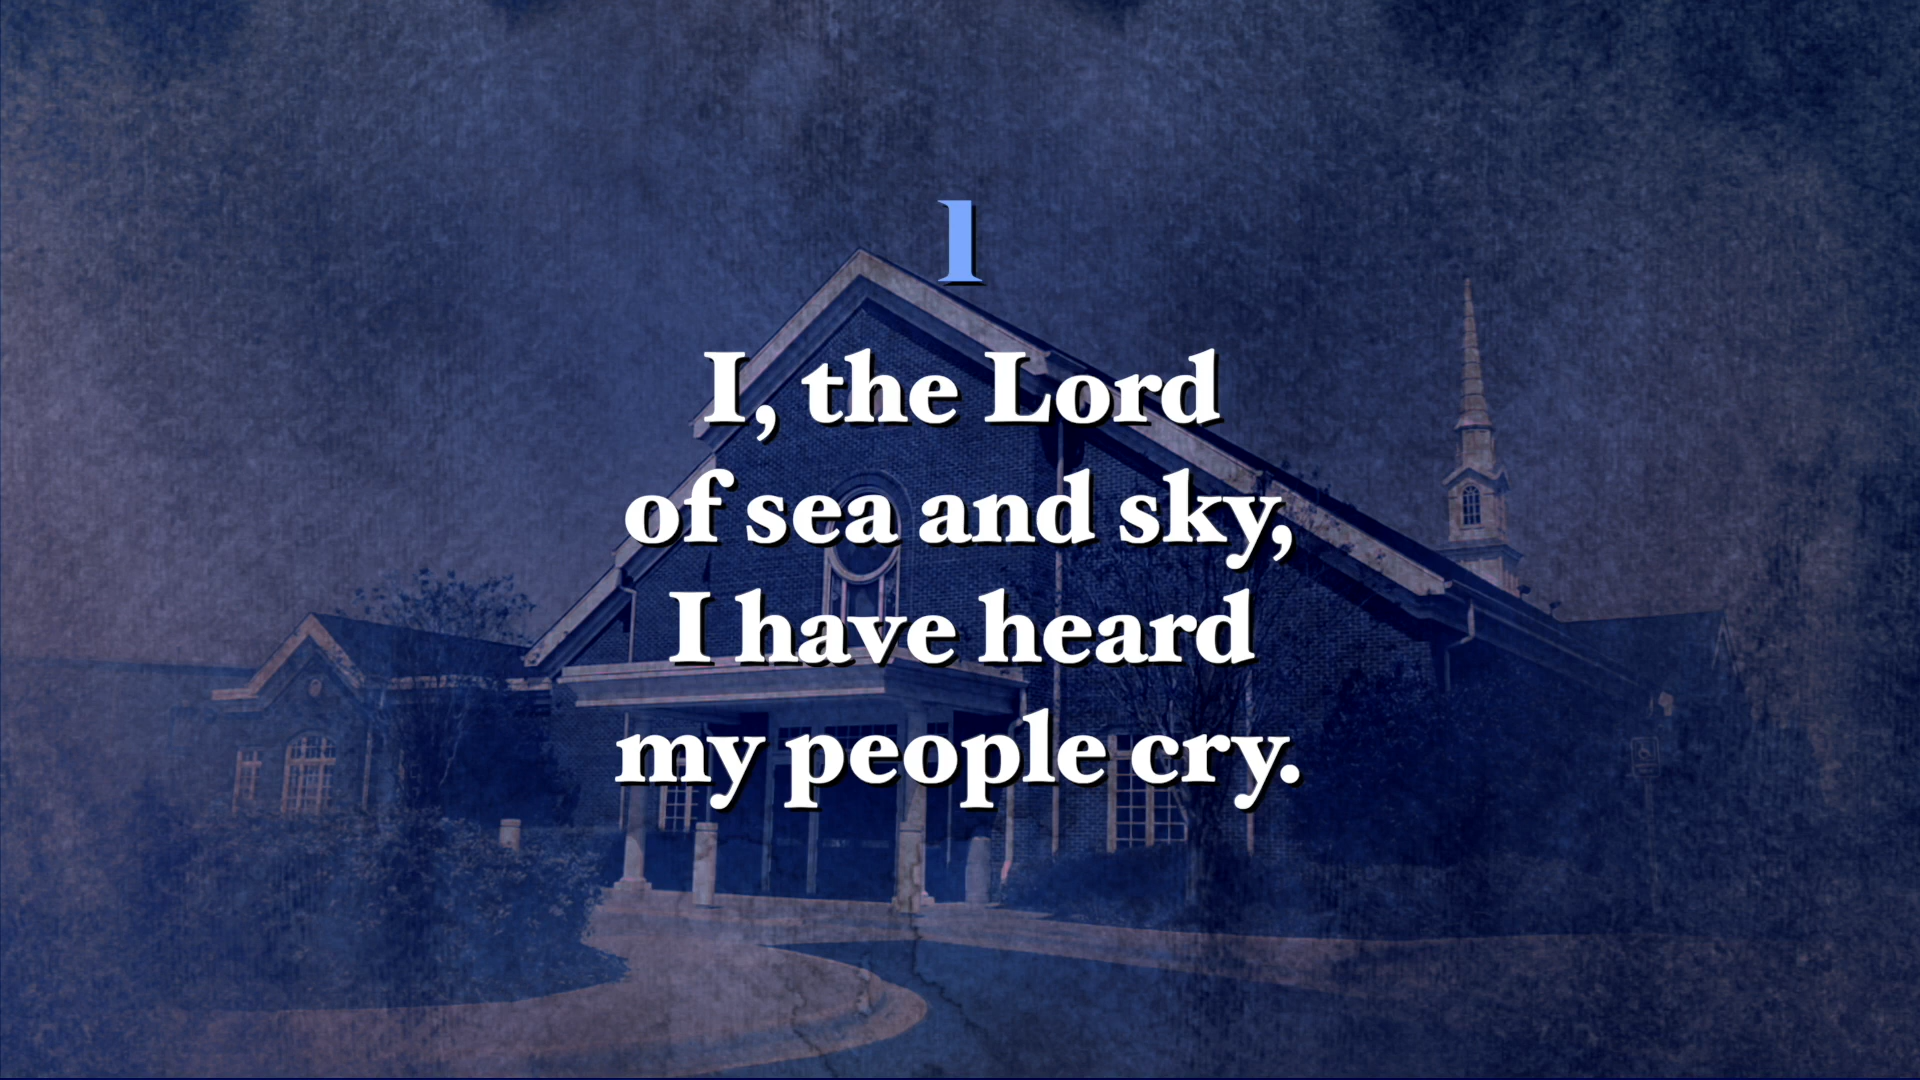 1
I, the Lord
of sea and sky,
I have heard
my people cry.